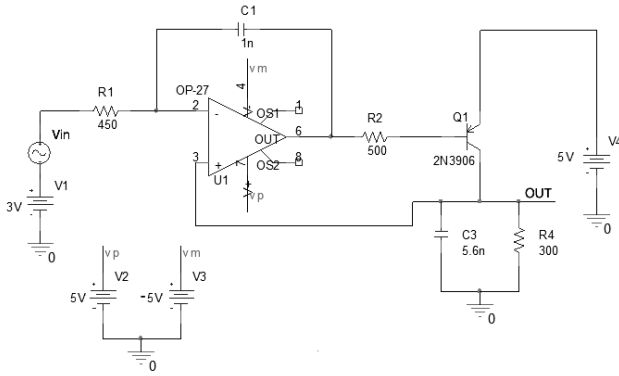 C1
1n
vm
4
OP-27
R1
450
2
-
OS1
1
R2
500
Q1
2N3906
OUT
6
Vin
3
+
OS2
8
U1
7
vp
V4
5V
+
-
V1
3V
+
-
0
OUT
C3
5.6n
R4
300
0
0
vp
vm
V2
5V
+
-
V3
-5V
+
-
0